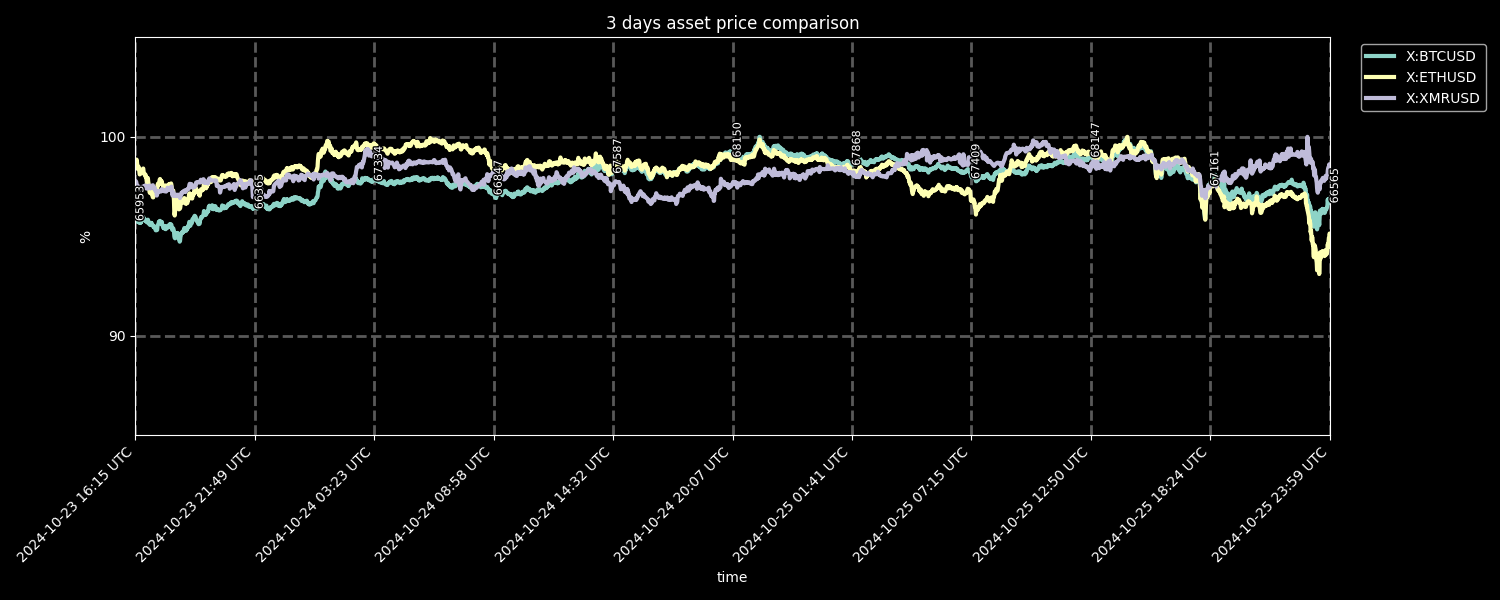 3 days asset price comparison
X:BTCUSD
X:ETHUSD
X:XMRUSD
100
90
%
65953
66365
67334
66847
67587
68150
67868
67409
68147
67161
66565
2024-10-23 16:15 UTC
2024-10-23 21:49 UTC
2024-10-24 03:23 UTC
2024-10-24 08:58 UTC
2024-10-24 14:32 UTC
2024-10-24 20:07 UTC
2024-10-25 01:41 UTC
2024-10-25 07:15 UTC
2024-10-25 12:50 UTC
2024-10-25 18:24 UTC
2024-10-25 23:59 UTC
time